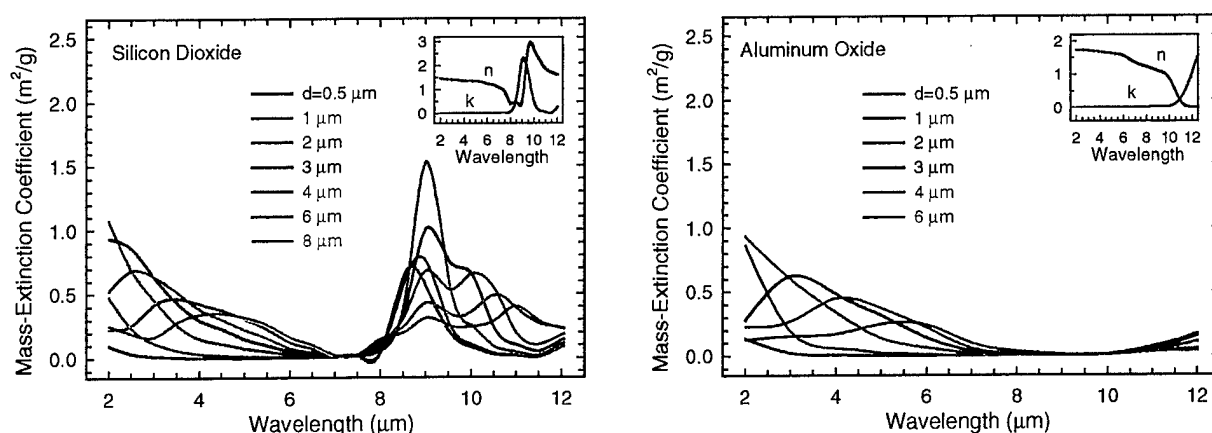 Silicon Dioxide
Mass-Extinction Coefficient (m²/g)
2.5
2.0
1.5
1.0
0.5
0.0
d=0.5 µm
1 µm
2 µm
3 µm
4 µm
6 µm
8 µm
3
2
1
0
n
k
2 4 6 8 10 12
Wavelength
2 4 6 8 10 12
Wavelength (µm)
Aluminum Oxide
Mass-Extinction Coefficient (m²/g)
2.5
2.0
1.5
1.0
0.5
0.0
d=0.5 µm
1 µm
2 µm
3 µm
4 µm
6 µm
2
1
0
n
k
2 4 6 8 10 12
Wavelength
2 4 6 8 10 12
Wavelength (µm)